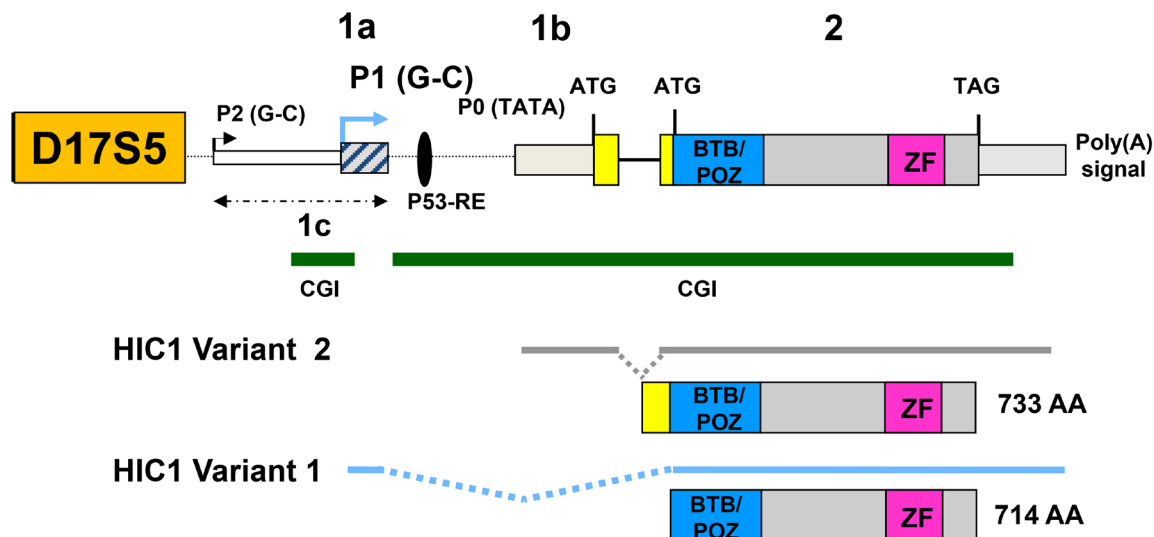 1a 1b 2
P1 (G-C)
P2 (G-C) P0 (TATA) ATG ATG TAG
D17S5
BTB/
POZ
ZF
Poly(A)
signal
P53-RE
1c
CGI CGI
HIC1 Variant 2
BTB/
POZ
ZF
733 AA
HIC1 Variant 1
BTB/
POZ
ZF
714 AA